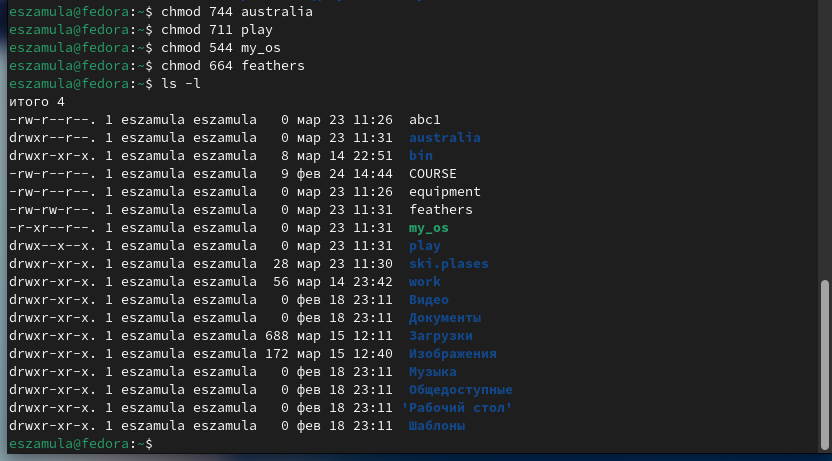 eszamula@fedora:~$ chmod 744 australia
eszamula@fedora:~$ chmod 711 play
eszamula@fedora:~$ chmod 544 my_os
eszamula@fedora:~$ chmod 664 feathers
eszamula@fedora:~$ ls -l
итого 4
-rw-r--r--. 1 eszamula eszamula   0 мар 23 11:26  abc1
drwxr--r--. 1 eszamula eszamula   0 мар 23 11:31  australia
drwxr-xr-x. 1 eszamula eszamula   8 мар 14 22:51  bin
-rw-r--r--. 1 eszamula eszamula   9 фев 24 14:44  COURSE
-rw-r--r--. 1 eszamula eszamula   0 мар 23 11:26  equipment
-rw-rw-r--. 1 eszamula eszamula   0 мар 23 11:31  feathers
-r-xr--r--. 1 eszamula eszamula   0 мар 23 11:31  my_os
drwx--x--x. 1 eszamula eszamula   0 мар 23 11:31  play
drwxr-xr-x. 1 eszamula eszamula  28 мар 23 11:30  ski.plases
drwxr-xr-x. 1 eszamula eszamula  56 мар 14 23:42  work
drwxr-xr-x. 1 eszamula eszamula   0 фев 18 23:11  Видео
drwxr-xr-x. 1 eszamula eszamula   0 фев 18 23:11  Документы
drwxr-xr-x. 1 eszamula eszamula 688 мар 15 12:11  Загрузки
drwxr-xr-x. 1 eszamula eszamula 172 мар 15 12:40  Изображения
drwxr-xr-x. 1 eszamula eszamula   0 фев 18 23:11  Музыка
drwxr-xr-x. 1 eszamula eszamula   0 фев 18 23:11  Общедоступные
drwxr-xr-x. 1 eszamula eszamula   0 фев 18 23:11 'Рабочий стол'
drwxr-xr-x. 1 eszamula eszamula   0 фев 18 23:11  Шаблоны
eszamula@fedora:~$